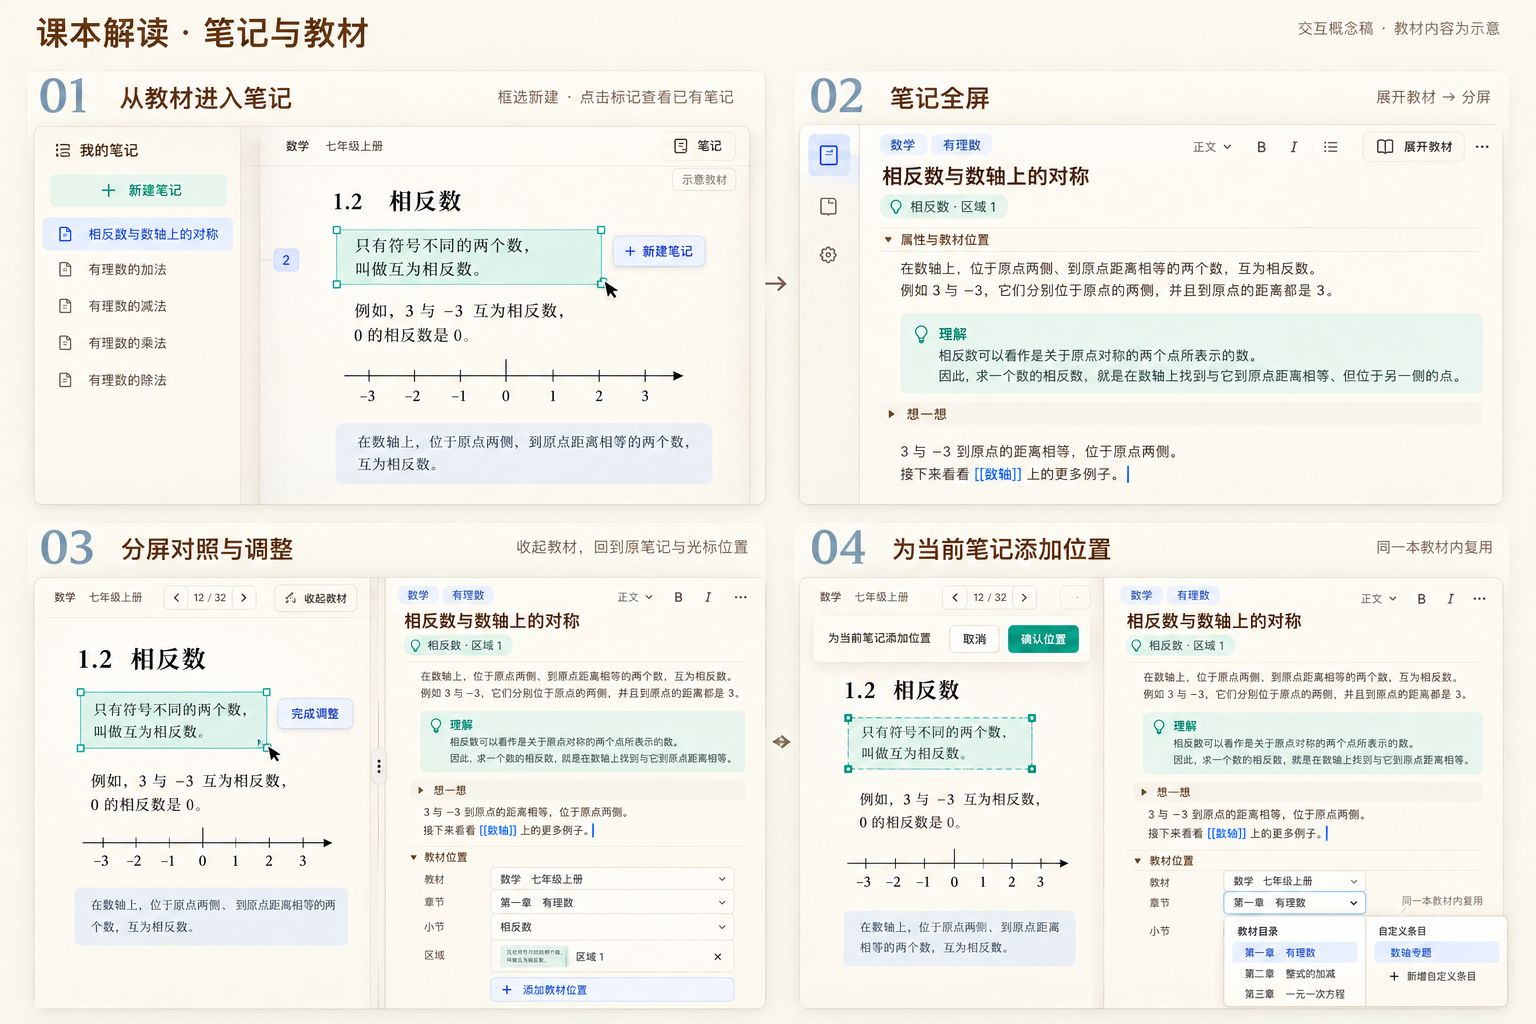 课本解读 · 笔记与教材
交互概念稿 · 教材内容为示意
01 从教材进入笔记
框选新建 · 点击标记查看已有笔记
我的笔记
+ 新建笔记
相反数与数轴上的对称
有理数的加法
有理数的减法
有理数的乘法
有理数的除法
数学 七年级上册
笔记
示意教材
1.2 相反数
只有符号不同的两个数，
叫做互为相反数。
2
+ 新建笔记
例如，3 与 −3 互为相反数，
0 的相反数是 0。
−3 −2 −1 0 1 2 3
在数轴上，位于原点两侧、到原点距离相等的两个数，
互为相反数。
→
02 笔记全屏
展开教材 → 分屏
数学 有理数
正文 B I
展开教材 ···
相反数与数轴上的对称
相反数 · 区域 1
属性与教材位置
在数轴上，位于原点两侧、到原点距离相等的两个数，互为相反数。
例如 3 与 −3，它们分别位于原点的两侧，并且到原点的距离都是 3。
理解
相反数可以看作是关于原点对称的两个点所表示的数。
因此，求一个数的相反数，就是在数轴上找到与它到原点距离相等、但位于另一侧的点。
想一想
3 与 −3 到原点的距离相等，位于原点两侧。
接下来看看 [[数轴]] 上的更多例子。
03 分屏对照与调整
收起教材，回到原笔记与光标位置
数学 七年级上册
12 / 32
收起教材
1.2 相反数
只有符号不同的两个数，
叫做互为相反数。
完成调整
例如，3 与 −3 互为相反数，
0 的相反数是 0。
−3 −2 −1 0 1 2 3
在数轴上，位于原点两侧、到原点距离相等的两
个数，互为相反数。
数学 有理数
正文 B I ···
相反数与数轴上的对称
相反数 · 区域 1
在数轴上，位于原点两侧、到原点距离相等的两个数，互为相反数。
例如 3 与 −3，它们分别位于原点的两侧，并且到原点的距离都是 3。
理解
相反数可以看作是关于原点对称的两个点所表示的数。
因此，求一个数的相反数，就是在数轴上找到与它到原点距离相等。
想一想
3 与 −3 到原点的距离相等，位于原点两侧。
接下来看看 [[数轴]] 上的更多例子。
教材位置
教材 数学 七年级上册
章节 第一章 有理数
小节 相反数
区域 区域 1 ×
+ 添加教材位置
04 为当前笔记添加位置
同一本教材内复用
数学 七年级上册
12 / 32
为当前笔记添加位置 取消 确认位置
1.2 相反数
只有符号不同的两个数，
叫做互为相反数。
例如，3 与 −3 互为相反数，
0 的相反数是 0。
−3 −2 −1 0 1 2 3
在数轴上，位于原点两侧、到原点距离
相等的两个数，互为相反数。
数学 有理数
正文 B I ···
相反数与数轴上的对称
相反数 · 区域 1
在数轴上，位于原点两侧、到原点距离相等的两个数，互为相反数。
例如 3 与 −3，它们分别位于原点的两侧，并且到原点的距离都是 3。
理解
相反数可以看作是关于原点对称的两个点所表示的数。
因此，求一个数的相反数，就是在数轴上找到与它到原点距离相等。
想一想
3 与 −3 到原点的距离相等，位于原点两侧。
接下来看看 [[数轴]] 上的更多例子。
教材位置
教材 数学 七年级上册
章节 第一章 有理数
同一本教材内复用
小节
教材目录
第一章 有理数
第二章 整式的加减
第三章 一元一次方程
自定义条目
数轴专题
+ 新增自定义条目